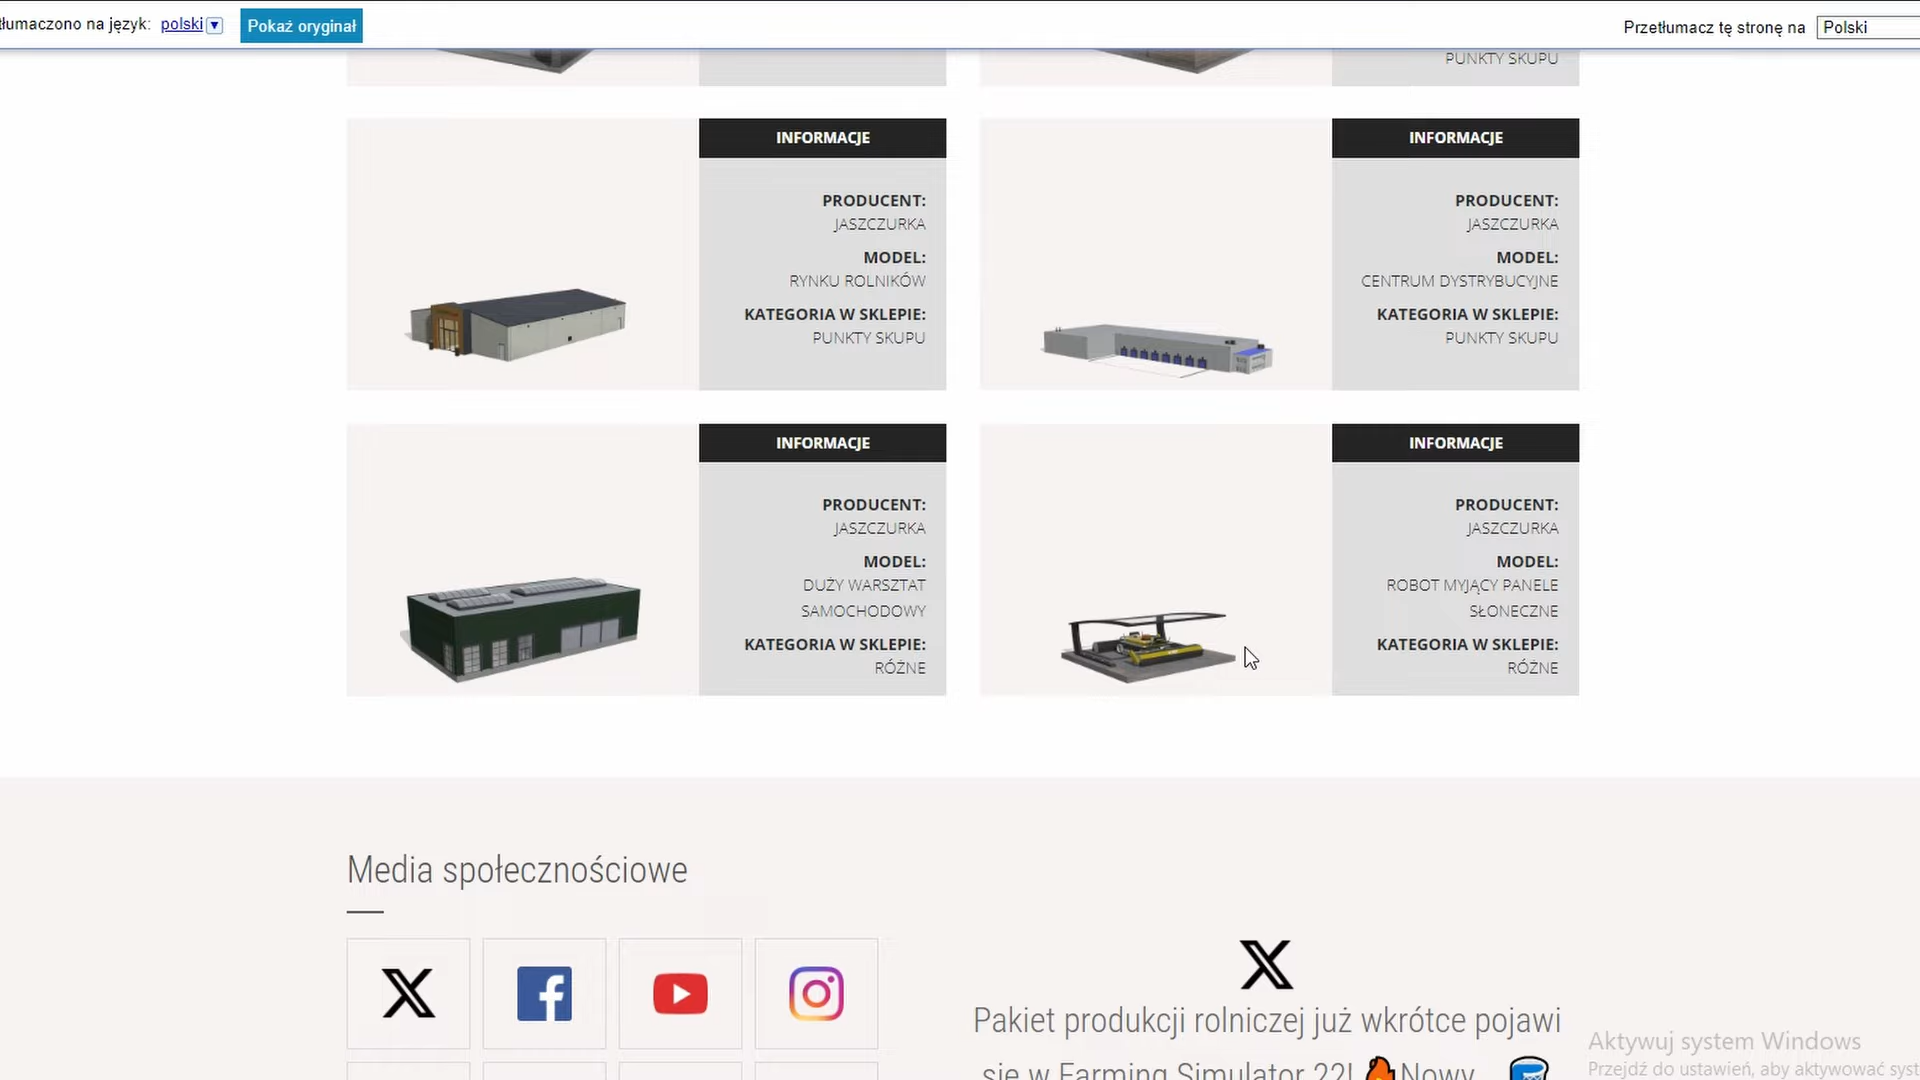 tłumaczono na język: polski
Pokaż oryginał
Przetłumacz tę stronę na
Polski
PUNKTY SKUPU
INFORMACJE
PRODUCENT:
JASZCZURKA
MODEL:
RYNKU ROLNIKÓW
KATEGORIA W SKLEPIE:
PUNKTY SKUPU
INFORMACJE
PRODUCENT:
JASZCZURKA
MODEL:
CENTRUM DYSTRYBUCYJNE
KATEGORIA W SKLEPIE:
PUNKTY SKUPU
INFORMACJE
PRODUCENT:
JASZCZURKA
MODEL:
DUŻY WARSZTAT
SAMOCHODOWY
KATEGORIA W SKLEPIE:
RÓŻNE
INFORMACJE
PRODUCENT:
JASZCZURKA
MODEL:
ROBOT MYJĄCY PANELE
SŁONECZNE
KATEGORIA W SKLEPIE:
RÓŻNE
Media społecznościowe
Pakiet produkcji rolniczej już wkrótce pojawi
się w Farming Simulator 22! Nowy
Aktywuj system Windows
Przejdź do ustawień, aby aktywować syst